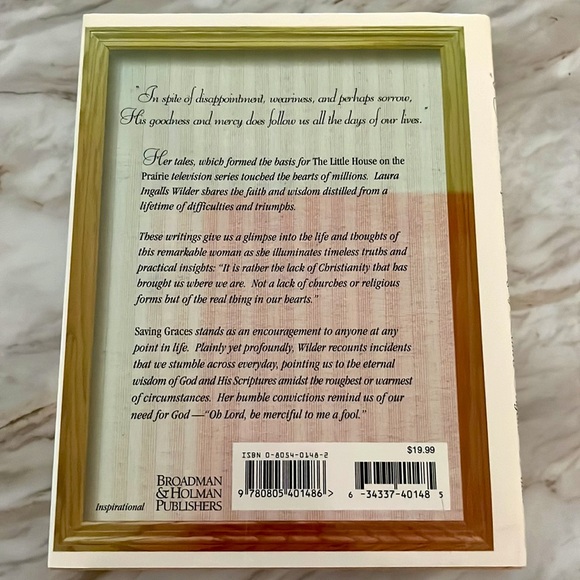 "In spite of disappointment, weariness, and perhaps sorrow,
His goodness and mercy does follow us all the days of our lives."
Her tales, which formed the basis for The Little House on the
Prairie television series touched the hearts of millions. Laura
Ingalls Wilder shares the faith and wisdom distilled from a
lifetime of difficulties and triumphs.
These writings give us a glimpse into the life and thoughts of
this remarkable woman as she illuminates timeless truths and
practical insights: "It is rather the lack of Christianity that has
brought us where we are. Not a lack of churches or religious
forms but of the real thing in our hearts."
Saving Graces stands as an encouragement to anyone at any
point in life. Plainly yet profoundly, Wilder recounts incidents
that we stumble across everyday, pointing us to the eternal
wisdom of God and His Scriptures amidst the roughest or warmest
of circumstances. Her humble convictions remind us of our
need for God—"Oh Lord, be merciful to me a fool."
Inspirational
BROADMAN
& HOLMAN
PUBLISHERS
ISBN 0-8054-0148-2
9 780805 401486 >
$19.99
6 34337 40148 5